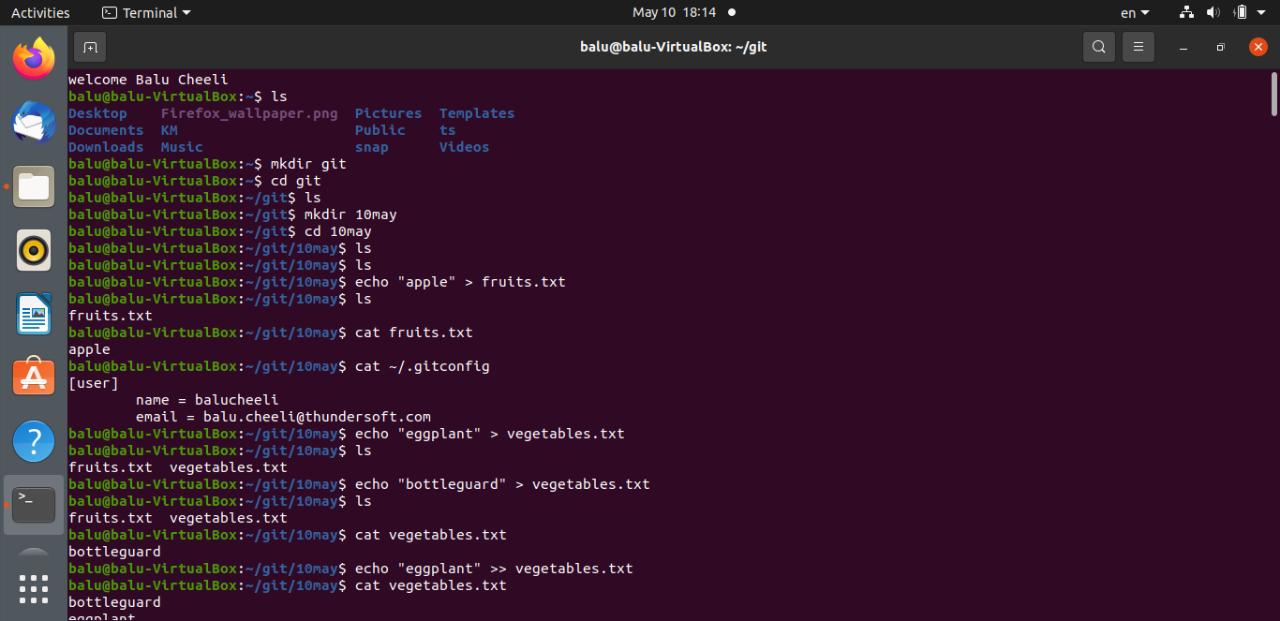 Activities Terminal May 10 18:14 en
balu@balu-VirtualBox: ~/git
welcome Balu Cheeli
balu@balu-VirtualBox:~$ ls
Desktop Firefox_wallpaper.png Pictures Templates
Documents KM Public ts
Downloads Music snap Videos
balu@balu-VirtualBox:~$ mkdir git
balu@balu-VirtualBox:~$ cd git
balu@balu-VirtualBox:~/git$ ls
balu@balu-VirtualBox:~/git$ mkdir 10may
balu@balu-VirtualBox:~/git$ cd 10may
balu@balu-VirtualBox:~/git/10may$ ls
balu@balu-VirtualBox:~/git/10may$ ls
balu@balu-VirtualBox:~/git/10may$ echo "apple" > fruits.txt
balu@balu-VirtualBox:~/git/10may$ ls
fruits.txt
balu@balu-VirtualBox:~/git/10may$ cat fruits.txt
apple
balu@balu-VirtualBox:~/git/10may$ cat ~/.gitconfig
[user]
name = balucheeli
email = balu.cheeli@thundersoft.com
balu@balu-VirtualBox:~/git/10may$ echo "eggplant" > vegetables.txt
balu@balu-VirtualBox:~/git/10may$ ls
fruits.txt vegetables.txt
balu@balu-VirtualBox:~/git/10may$ echo "bottleguard" > vegetables.txt
balu@balu-VirtualBox:~/git/10may$ ls
fruits.txt vegetables.txt
balu@balu-VirtualBox:~/git/10may$ cat vegetables.txt
bottleguard
balu@balu-VirtualBox:~/git/10may$ echo "eggplant" >> vegetables.txt
balu@balu-VirtualBox:~/git/10may$ cat vegetables.txt
bottleguard
eggplant